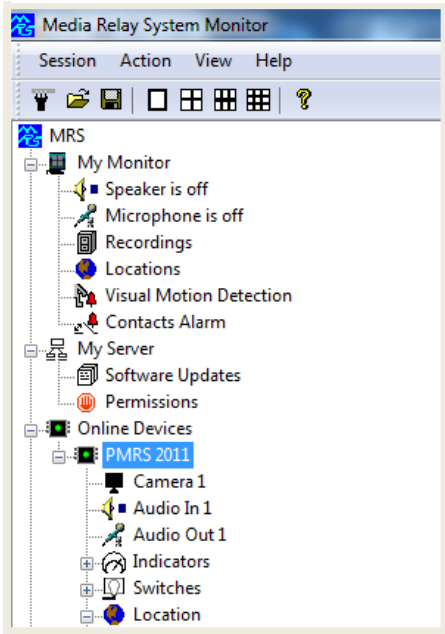 Media Relay System Monitor
Session Action View Help
MRS
My Monitor
Speaker is off
Microphone is off
Recordings
Locations
Visual Motion Detection
Contacts Alarm
My Server
Software Updates
Permissions
Online Devices
PMRS 2011
Camera 1
Audio In 1
Audio Out 1
Indicators
Switches
Location